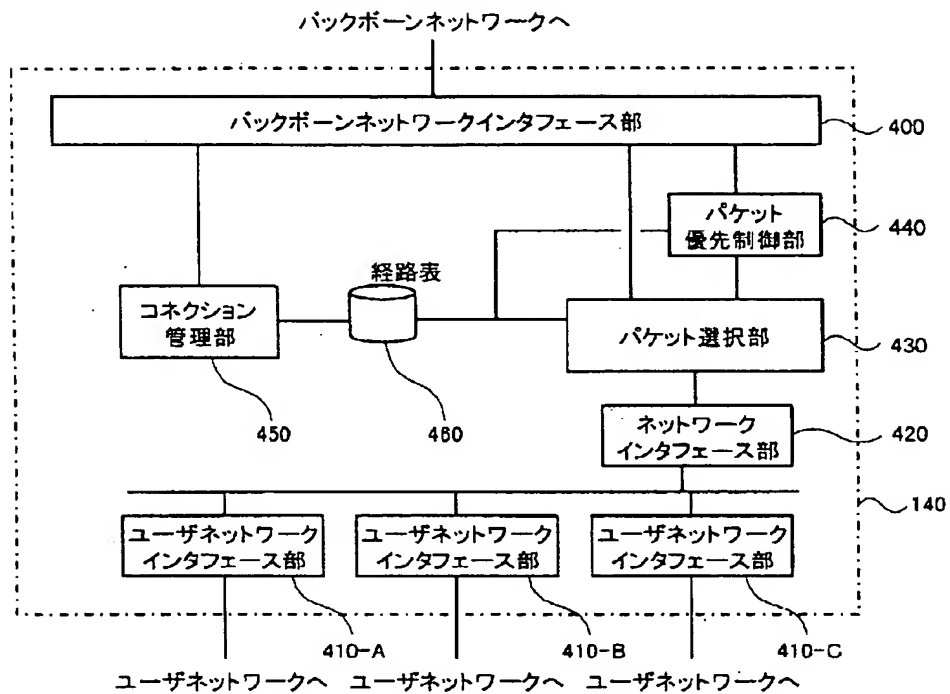 バックボーンネットワークへ
バックボーンネットワークインタフェース部
400
パケット
優先制御部
440
経路表
コネクション
管理部
パケット選択部
430
450
460
ネットワーク
インタフェース部
420
140
ユーザネットワーク
インタフェース部
ユーザネットワーク
インタフェース部
ユーザネットワーク
インタフェース部
410-A
410-B
410-C
ユーザネットワークへ
ユーザネットワークへ
ユーザネットワークへ